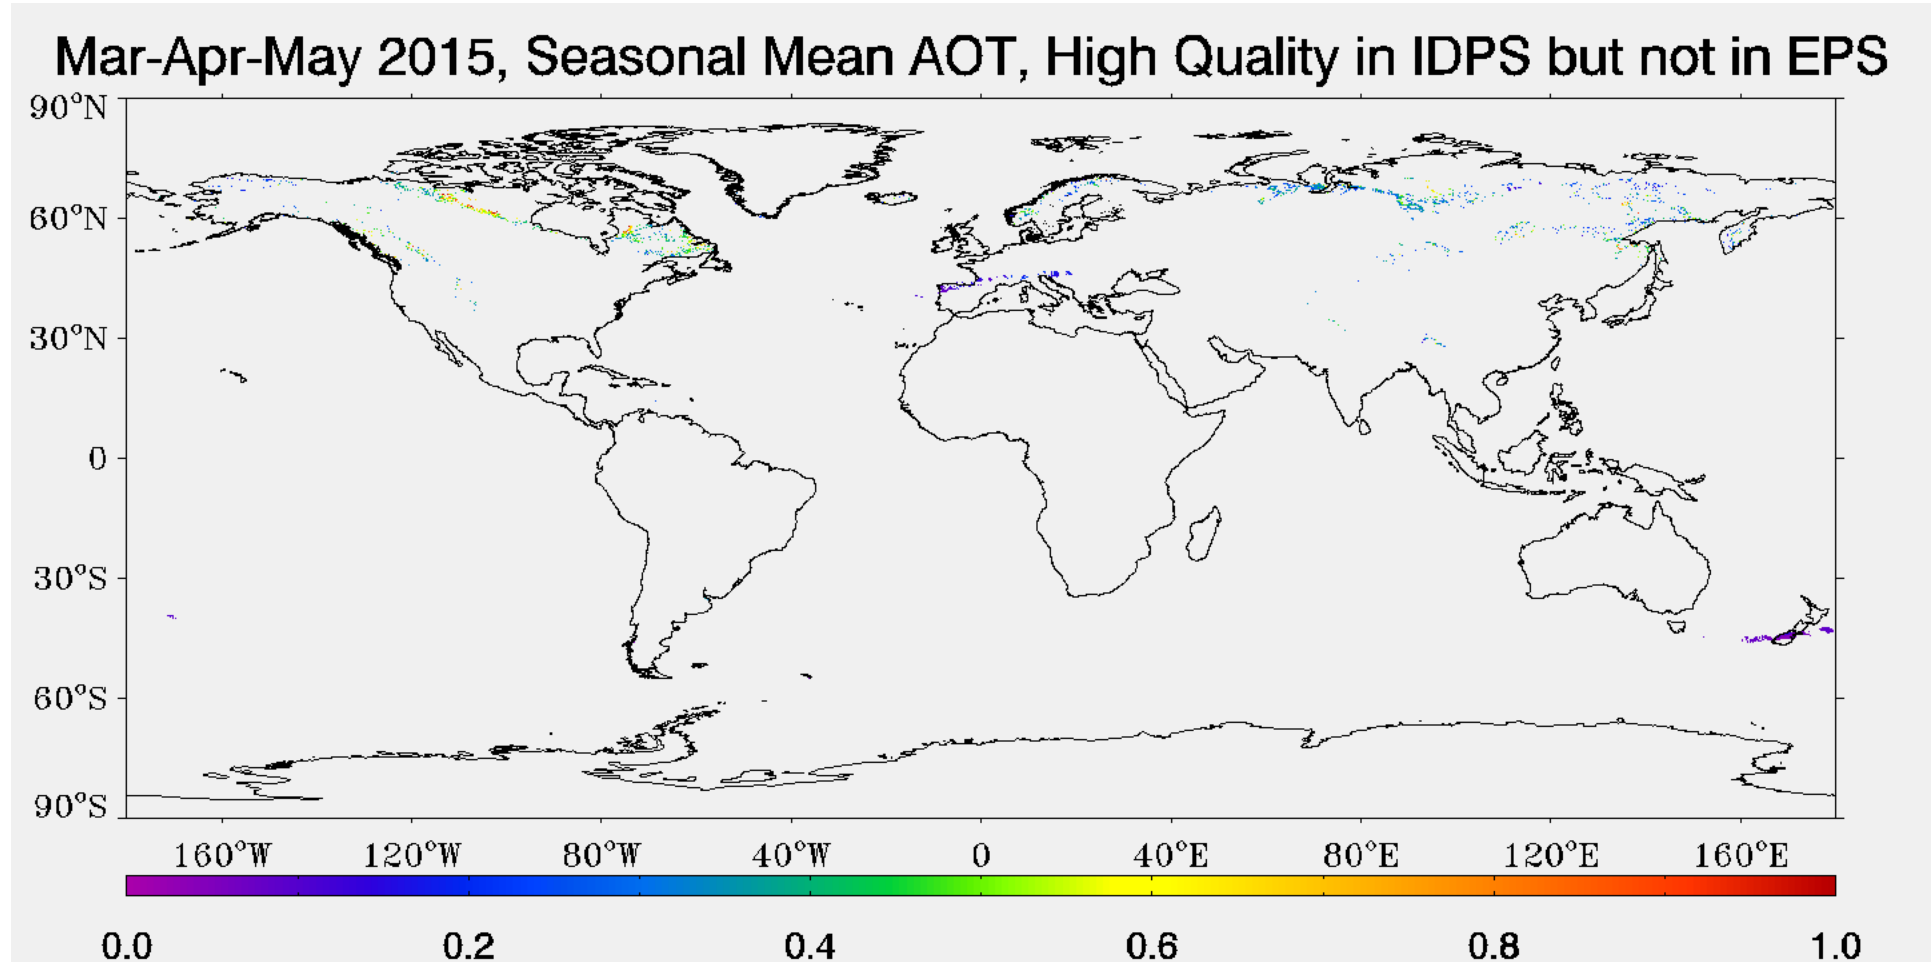 Mar-Apr-May 2015, Seasonal Mean AOT, High Quality in IDPS but not in EPS
90°N
60°N
30°N
0
30°S
60°S
90°S
160°W 120°W 80°W 40°W 0 40°E 80°E 120°E 160°E
0.0 0.2 0.4 0.6 0.8 1.0